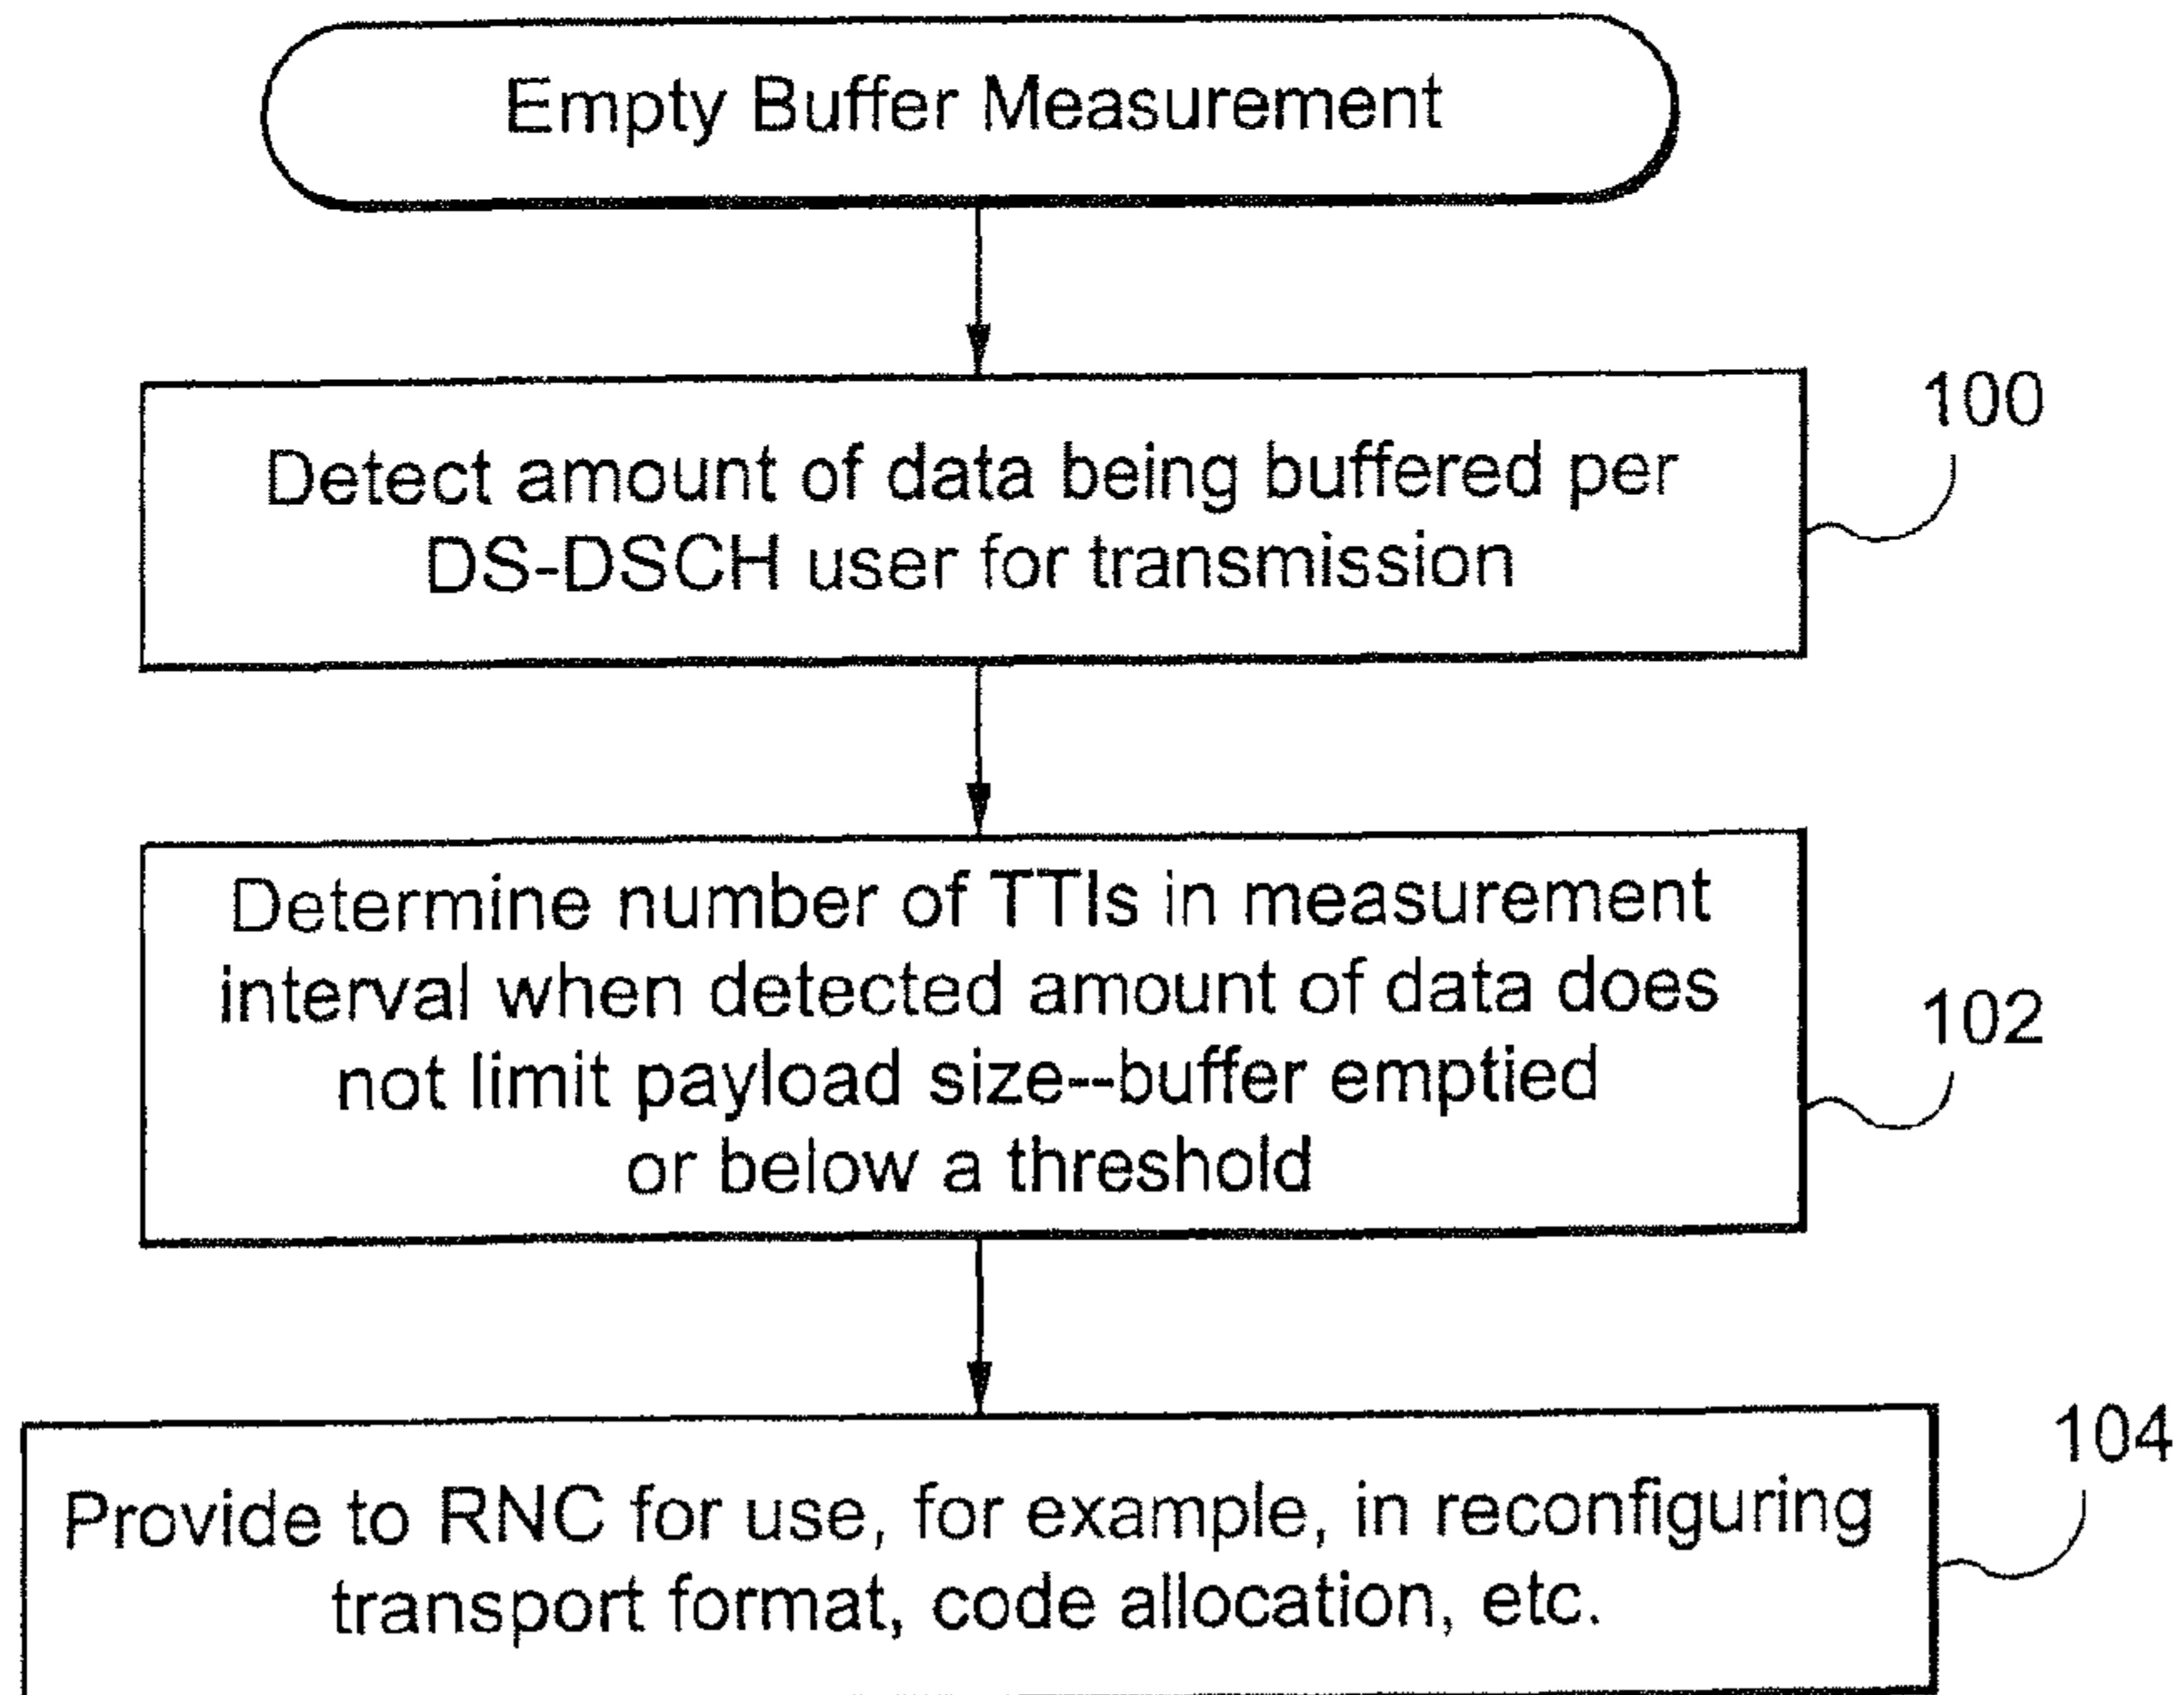 Empty Buffer Measurement
Detect amount of data being buffered per
DS-DSCH user for transmission
100
Determine number of TTIs in measurement
interval when detected amount of data does
not limit payload size--buffer emptied
or below a threshold
102
Provide to RNC for use, for example, in reconfiguring
transport format, code allocation, etc.
104